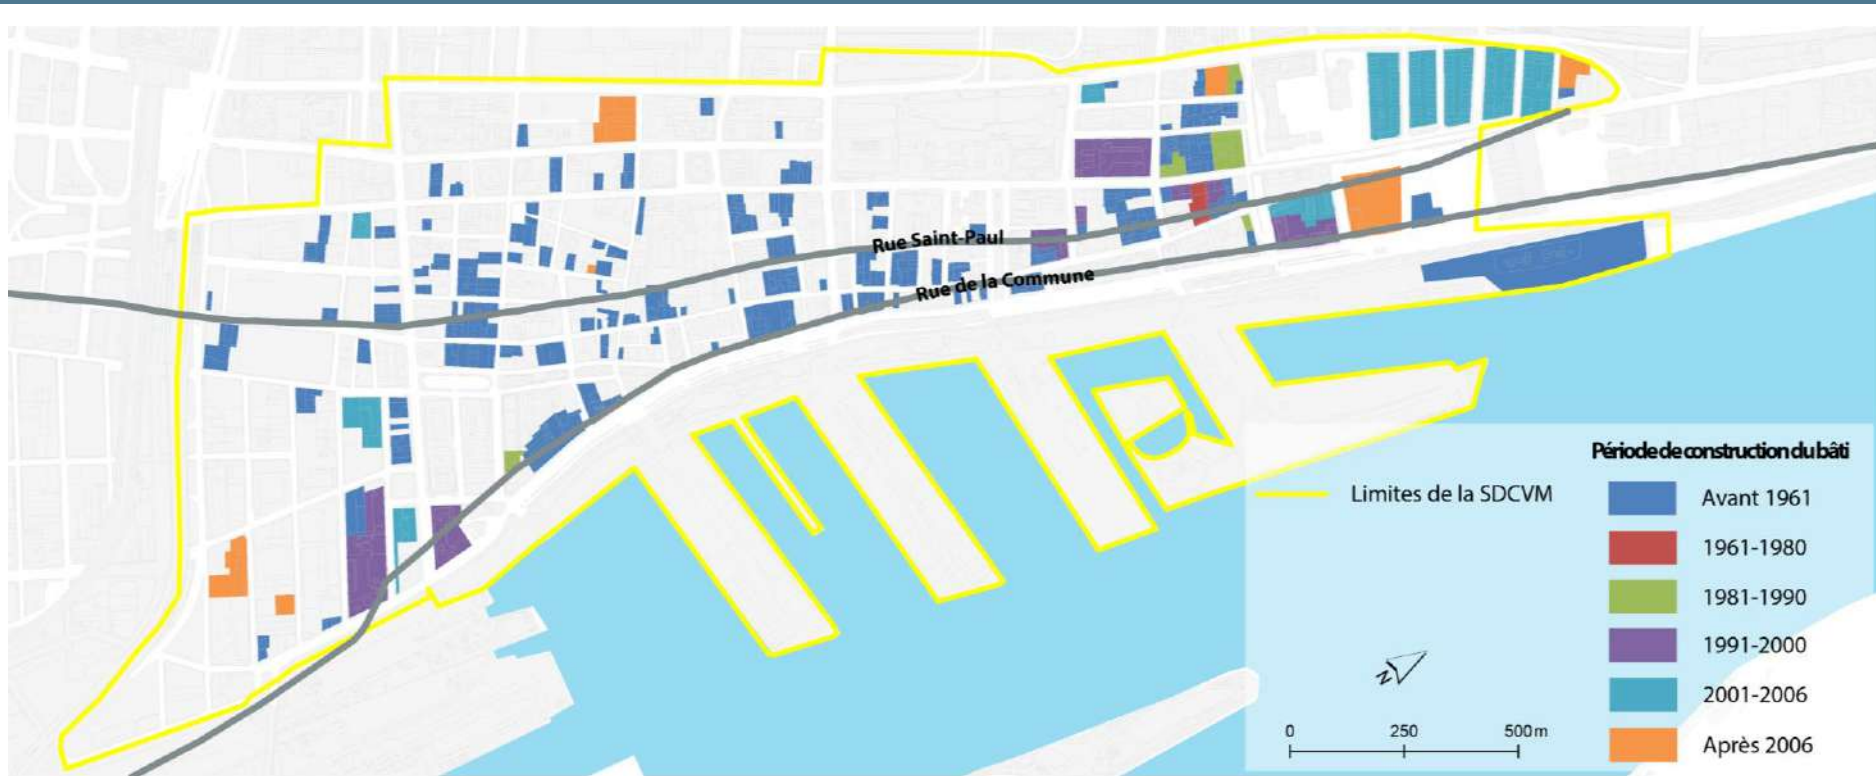 Rue Saint-Paul
Rue de la Commune
Période de construction du bâti
Limites de la SDCVM
Avant 1961
1961-1980
1981-1990
1991-2000
2001-2006
Après 2006
N
0 250 500 m